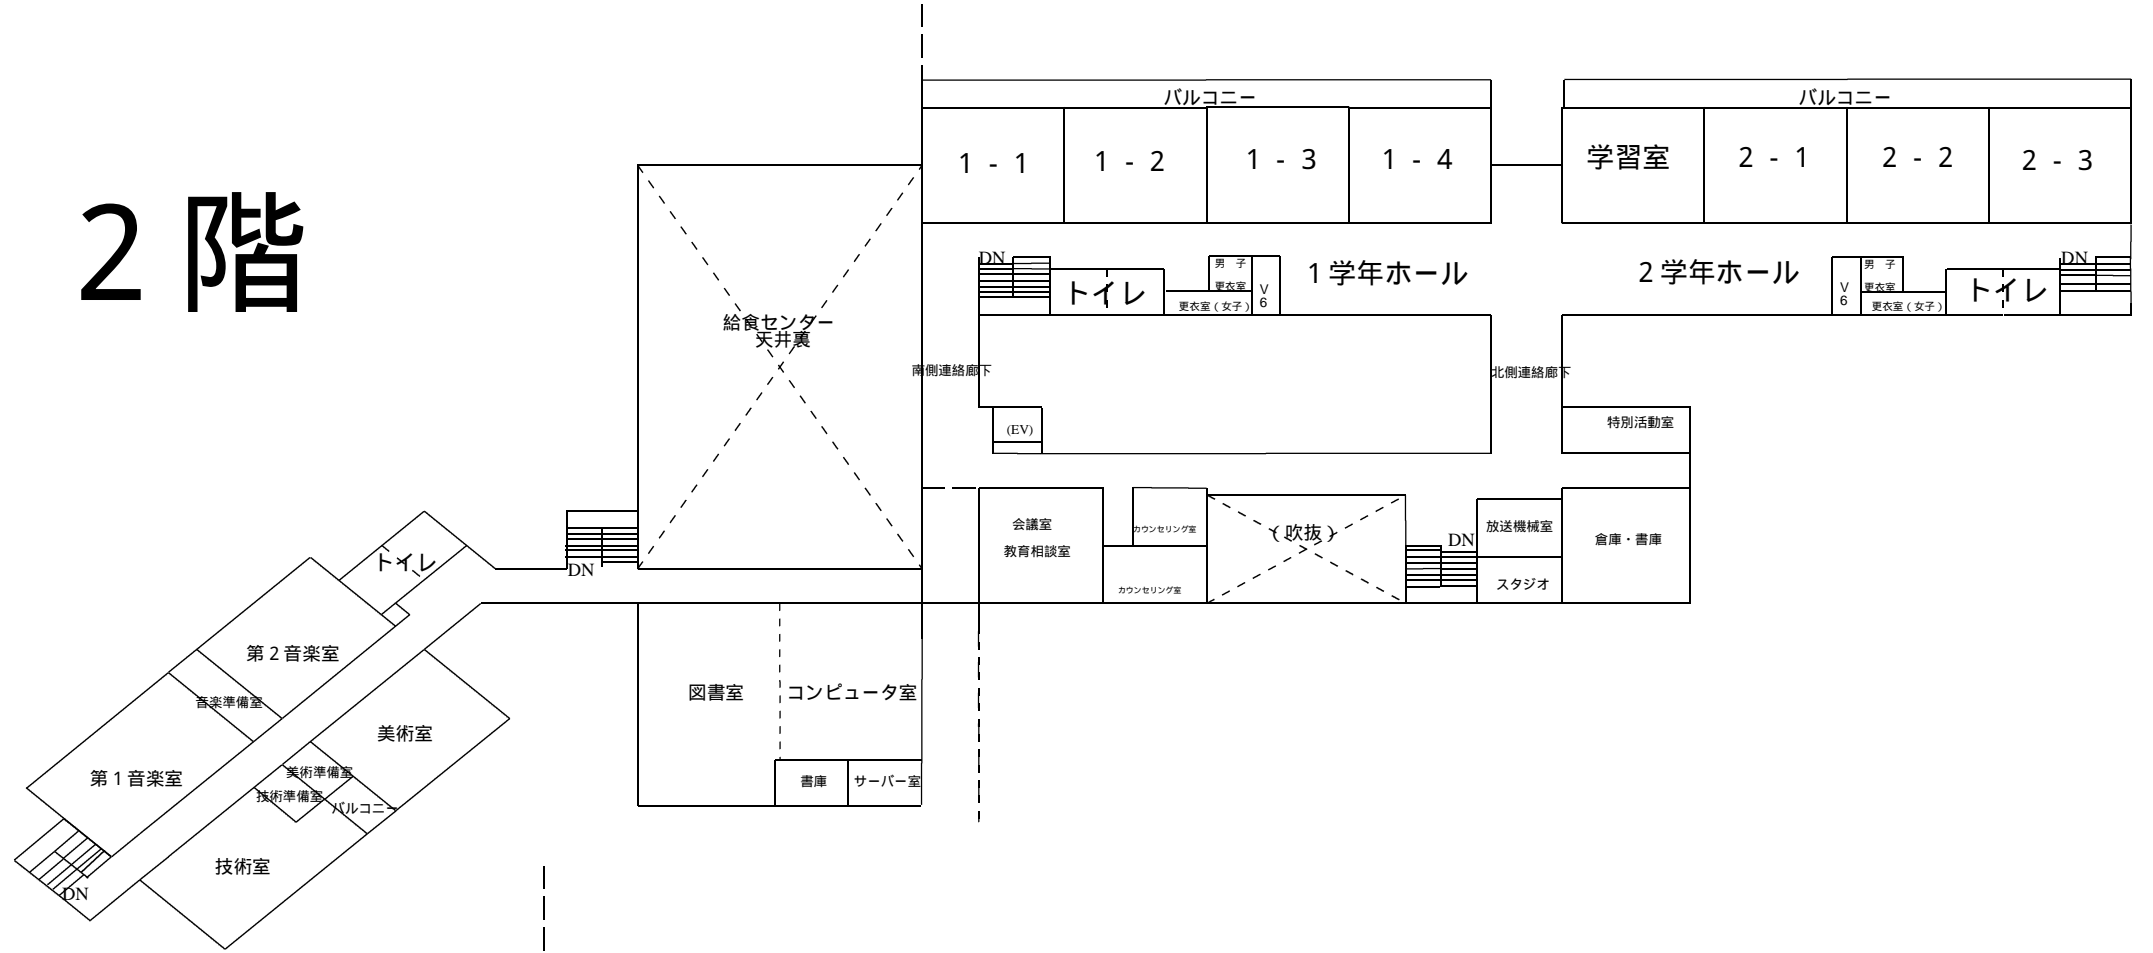 2階
バルコニー
バルコニー
1 - 1
1 - 2
1 - 3
1 - 4
学習室
2 - 1
2 - 2
2 - 3
DN
トイレ
男 子
更衣室
更衣室(女子)
V
6
1学年ホール
2学年ホール
V
6
男 子
更衣室
更衣室(女子)
トイレ
DN
給食センター
天井裏
南側連絡廊下
北側連絡廊下
(EV)
特別活動室
会議室
教育相談室
カウンセリング室
カウンセリング室
(吹抜)
DN
放送機械室
スタジオ
倉庫・書庫
DN
トイレ
第2音楽室
音楽準備室
第1音楽室
美術室
美術準備室
技術準備室
バルコニー
技術室
DN
図書室
コンピュータ室
書庫
サーバー室